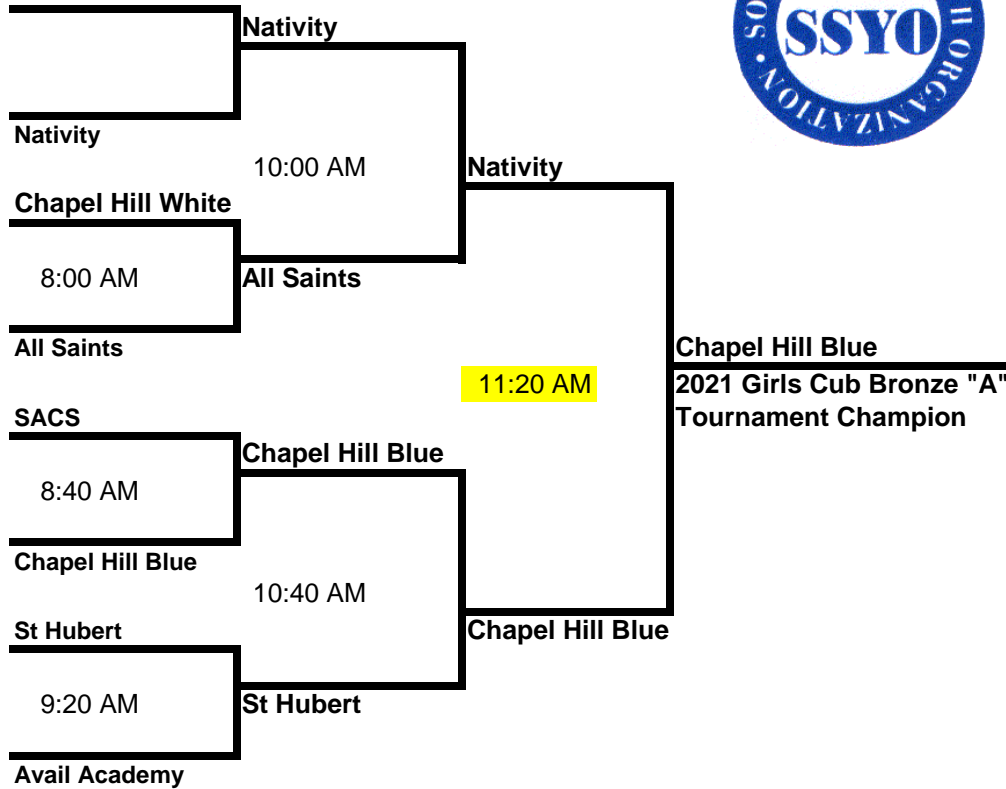 Nativity
SSYO
SO
H ORGANIZATION •
Nativity
10:00 AM
Nativity
Chapel Hill White
8:00 AM
All Saints
All Saints
Chapel Hill Blue
11:20 AM
2021 Girls Cub Bronze "A"
Tournament Champion
SACS
Chapel Hill Blue
8:40 AM
Chapel Hill Blue
10:40 AM
St Hubert
Chapel Hill Blue
9:20 AM
St Hubert
Avail Academy